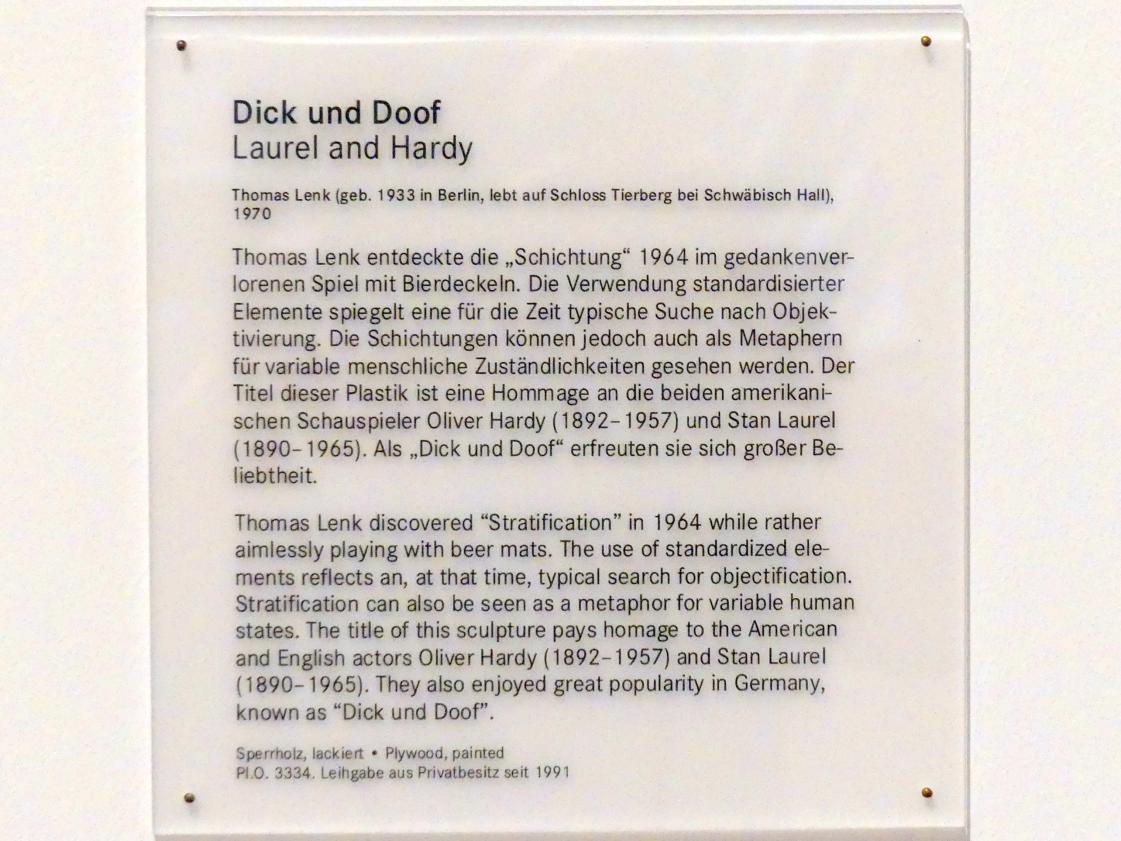 Dick und Doof
Laurel and Hardy
Thomas Lenk (geb. 1933 in Berlin, lebt auf Schloss Tierberg bei Schwäbisch Hall),
1970
Thomas Lenk entdeckte die „Schichtung“ 1964 im gedankenver-
lorenen Spiel mit Bierdeckeln. Die Verwendung standardisierter
Elemente spiegelt eine für die Zeit typische Suche nach Objek-
tivierung. Die Schichtungen können jedoch auch als Metaphern
für variable menschliche Zuständlichkeiten gesehen werden. Der
Titel dieser Plastik ist eine Hommage an die beiden amerikani-
schen Schauspieler Oliver Hardy (1892–1957) und Stan Laurel
(1890–1965). Als „Dick und Doof“ erfreuten sie sich großer Be-
liebtheit.
Thomas Lenk discovered “Stratification” in 1964 while rather
aimlessly playing with beer mats. The use of standardized ele-
ments reflects an, at that time, typical search for objectification.
Stratification can also be seen as a metaphor for variable human
states. The title of this sculpture pays homage to the American
and English actors Oliver Hardy (1892–1957) and Stan Laurel
(1890–1965). They also enjoyed great popularity in Germany,
known as “Dick und Doof”.
Sperrholz, lackiert • Plywood, painted
Pl.O. 3334. Leihgabe aus Privatbesitz seit 1991